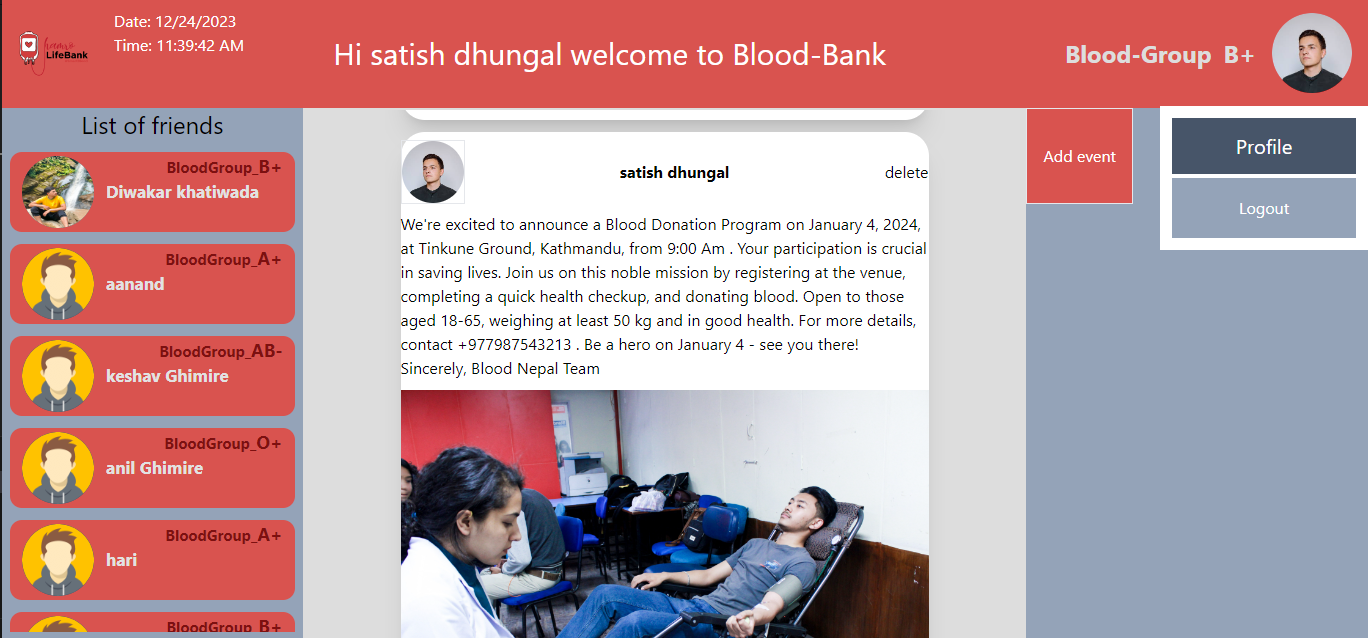 Date: 12/24/2023
Time: 11:39:42 AM
hamro
LifeBank
Hi satish dhungal welcome to Blood-Bank
Blood-Group B+
List of friends
BloodGroup_B+
Diwakar khatiwada
BloodGroup_A+
aanand
BloodGroup_AB-
keshav Ghimire
BloodGroup_O+
anil Ghimire
BloodGroup_A+
hari
BloodGroup_B+
satish dhungal
delete
We're excited to announce a Blood Donation Program on January 4, 2024,
at Tinkune Ground, Kathmandu, from 9:00 Am . Your participation is crucial
in saving lives. Join us on this noble mission by registering at the venue,
completing a quick health checkup, and donating blood. Open to those
aged 18-65, weighing at least 50 kg and in good health. For more details,
contact +977987543213 . Be a hero on January 4 - see you there!
Sincerely, Blood Nepal Team
Add event
Profile
Logout